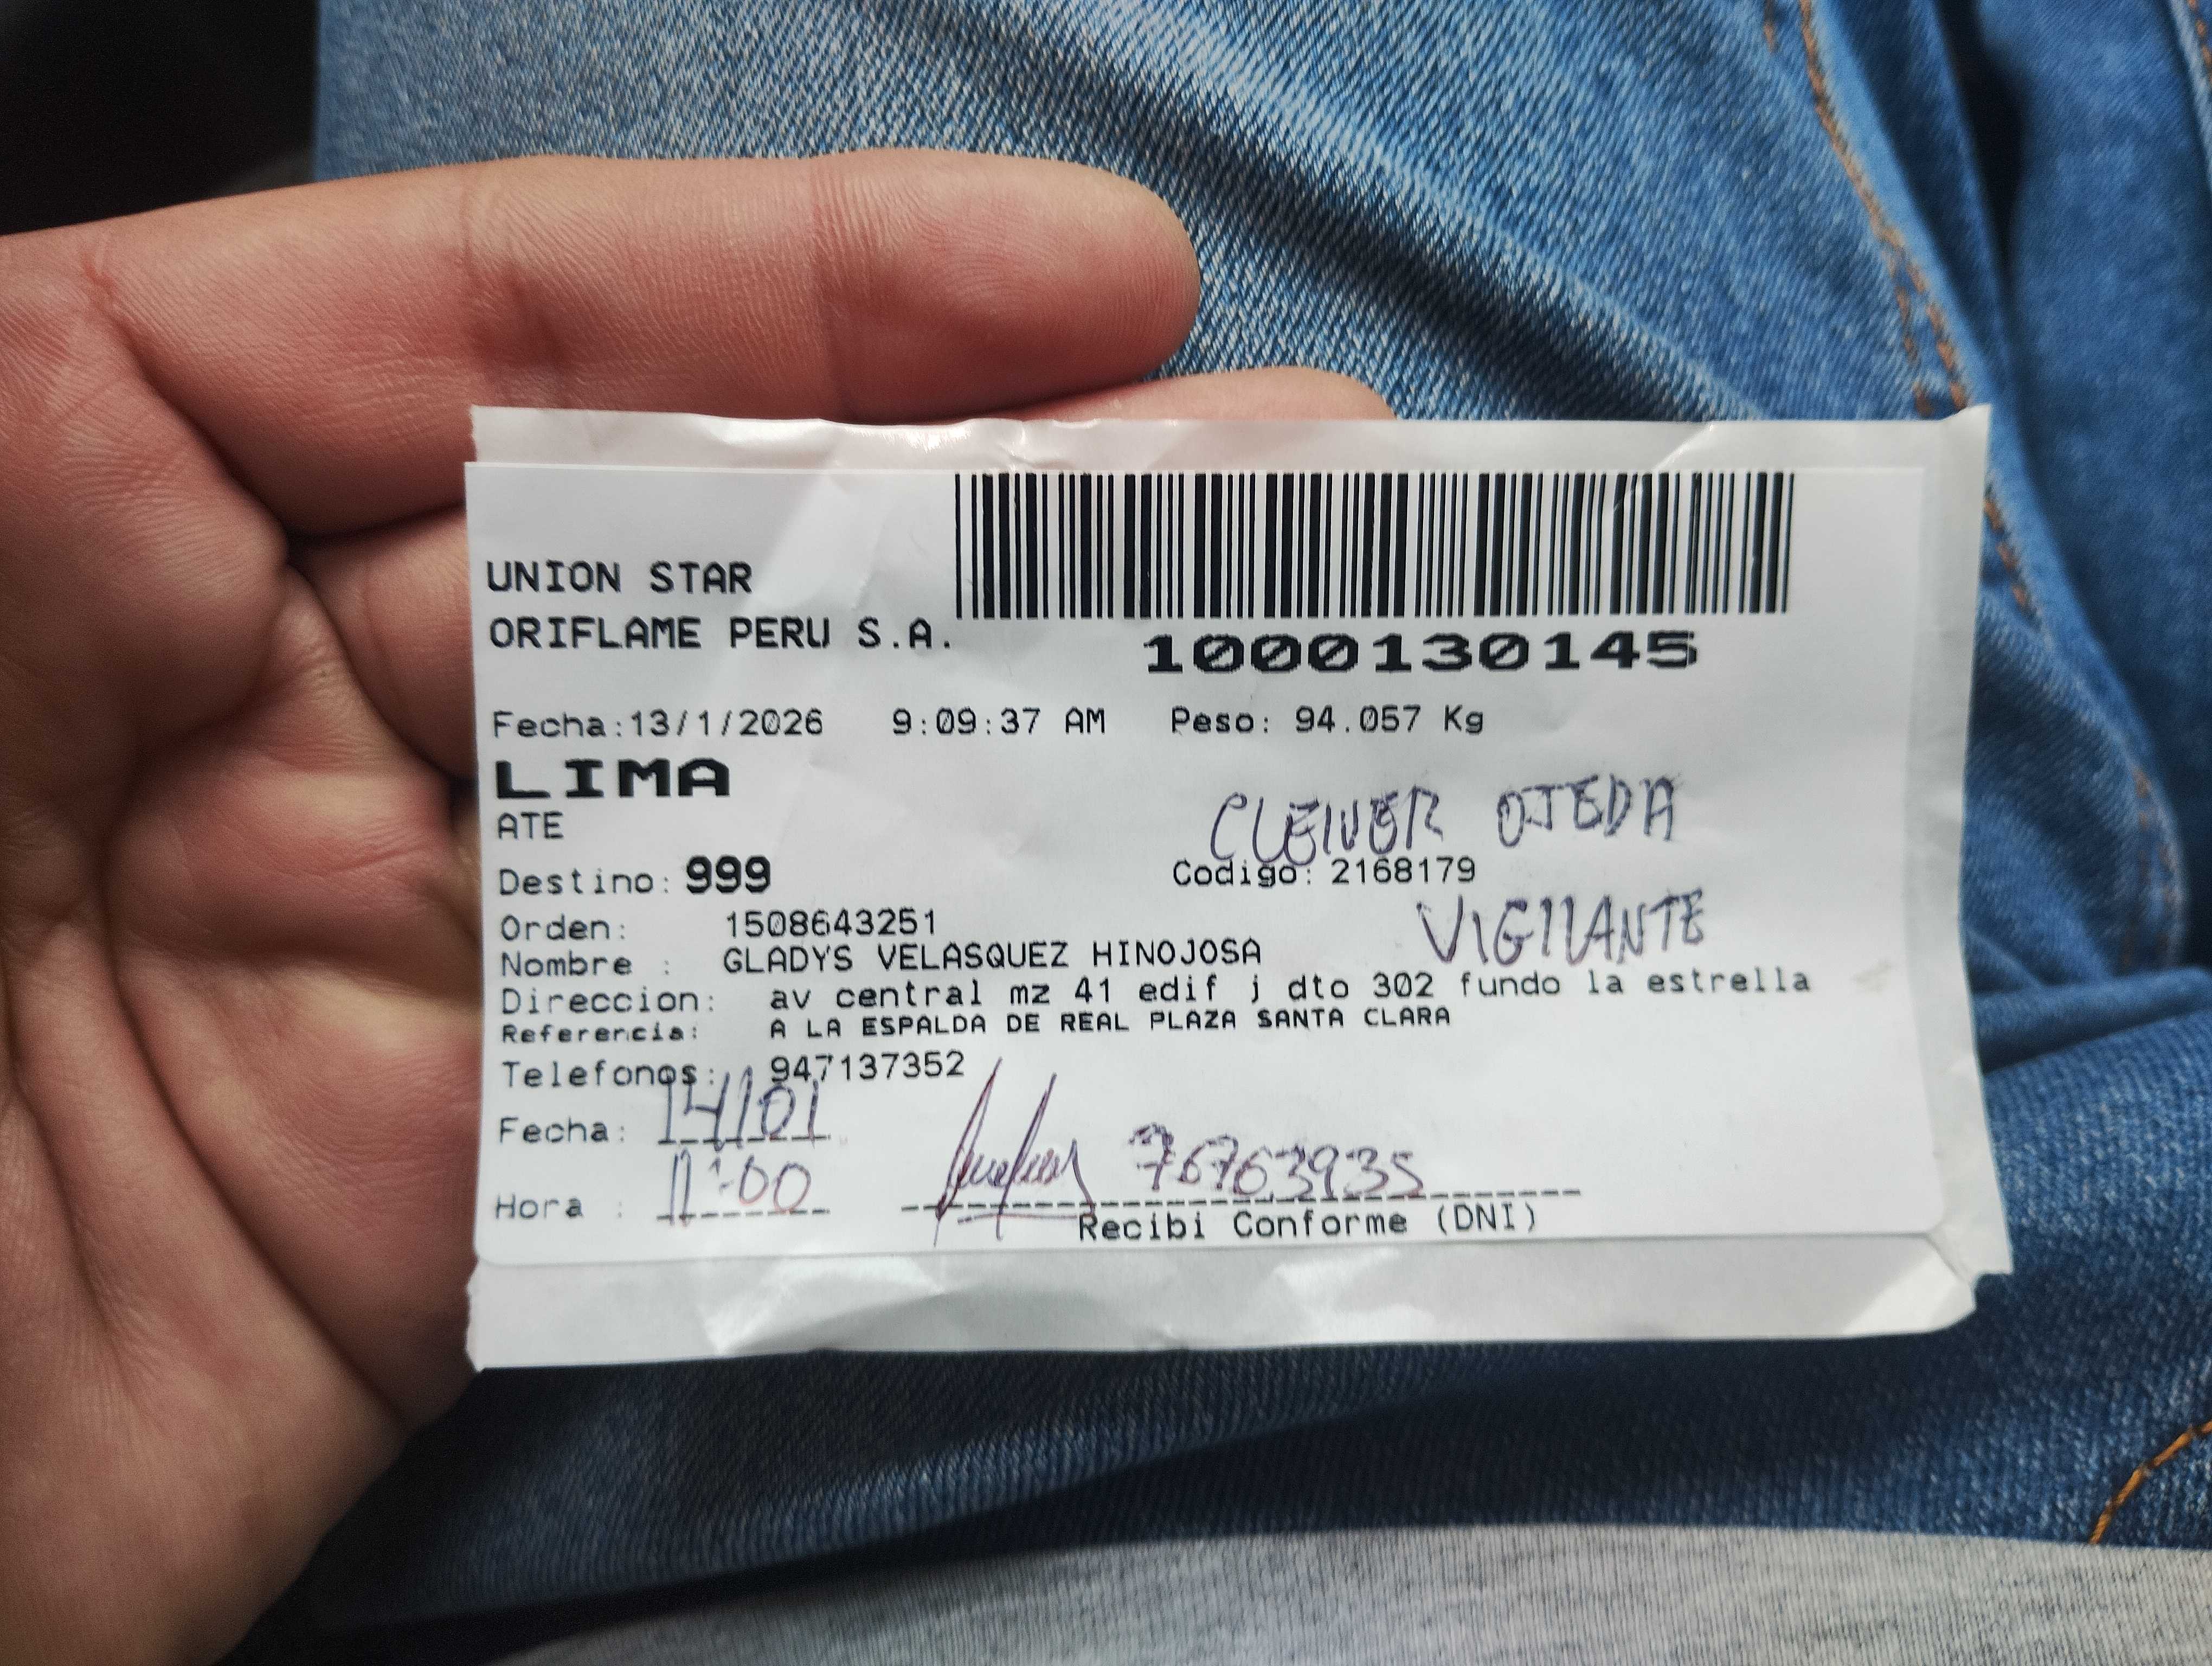 UNION STAR
ORIFLAME PERU S.A.
1000130145
Fecha:13/1/2026 9:09:37 AM Peso: 94.057 Kg
LIMA
ATE
CLEIVER OJEDA
Destino: 999 Codigo: 2168179
VIGILANTE
Orden: 1508643251
Nombre : GLADYS VELASQUEZ HINOJOSA
Direccion: av central mz 41 edif j dto 302 fundo la estrella
Referencia: A LA ESPALDA DE REAL PLAZA SANTA CLARA
Telefonos: 947137352
Fecha: 14/01
Hora : 11:00 76763935
Recibi Conforme (DNI)